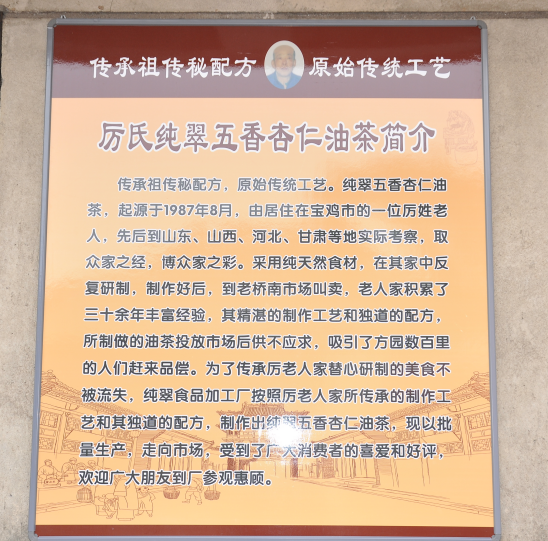 传承祖传秘配方 原始传统工艺
厉氏纯翠五香杏仁油茶简介
传承祖传秘配方，原始传统工艺。纯翠五香杏仁油
茶，起源于1987年8月，由居住在宝鸡市的一位厉姓老
人，先后到山东、山西、河北、甘肃等地实际考察，取
众家之经，博众家之彩。采用纯天然食材，在其家中反
复研制，制作好后，到老桥南市场叫卖，老人家积累了
三十余年丰富经验，其精湛的制作工艺和独道的配方，
所制做的油茶投放市场后供不应求，吸引了方园数百里
的人们赶来品偿。为了传承厉老人家替心研制的美食不
被流失，纯翠食品加工厂按照厉老人家所传承的制作工
艺和其独道的配方，制作出纯翠五香杏仁油茶，现以批
量生产，走向市场，受到了广大消费者的喜爱和好评，
欢迎广大朋友到厂参观惠顾。